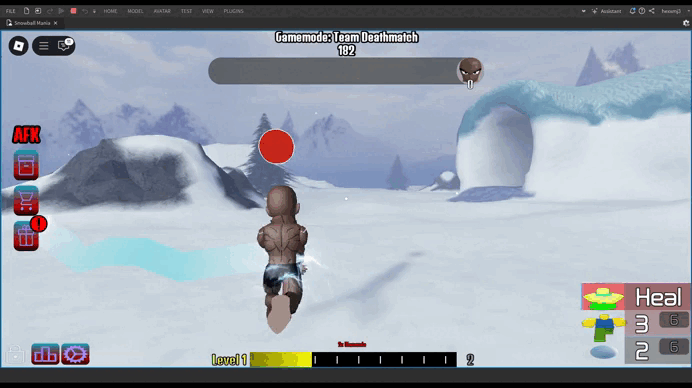 FILE HOME MODEL AVATAR TEST VIEW PLUGINS Assistant
Snowball Mania
Gamemode: Team Deathmatch
182
0
AFK
!
Heal
3 6
2 6
Level 1 2